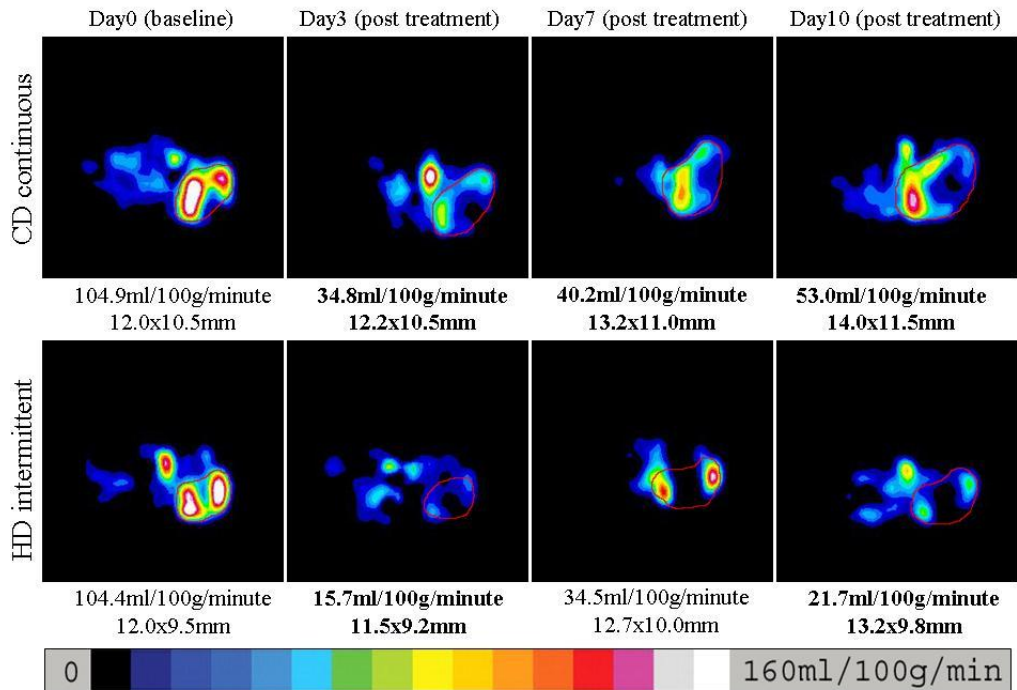 Day0 (baseline) Day3 (post treatment) Day7 (post treatment) Day10 (post treatment)
CD continuous
104.9ml/100g/minute 34.8ml/100g/minute 40.2ml/100g/minute 53.0ml/100g/minute
12.0x10.5mm 12.2x10.5mm 13.2x11.0mm 14.0x11.5mm
HD intermittent
104.4ml/100g/minute 15.7ml/100g/minute 34.5ml/100g/minute 21.7ml/100g/minute
12.0x9.5mm 11.5x9.2mm 12.7x10.0mm 13.2x9.8mm
0 160ml/100g/min